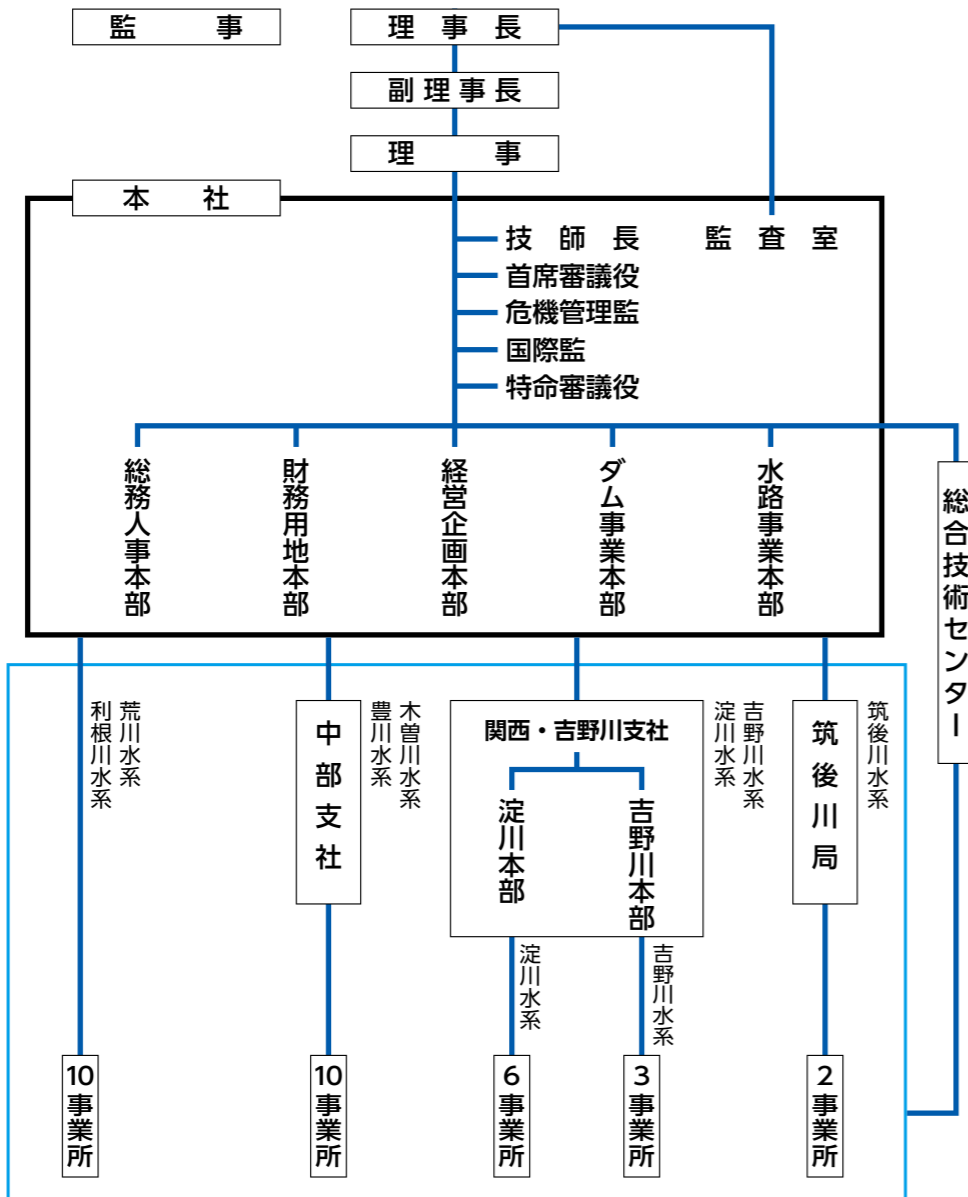 監事
理事長
副理事長
理事
本社
技師長
監査室
首席審議役
危機管理監
国際監
特命審議役
総務人事本部
財務用地本部
経営企画本部
ダム事業本部
水路事業本部
総合技術センター
荒川水系
利根川水系
中部支社
木曽川水系
豊川水系
関西・吉野川支社
淀川本部
吉野川本部
吉野川水系
淀川水系
筑後川局
筑後川水系
淀川水系
吉野川水系
10事業所
10事業所
6事業所
3事業所
2事業所